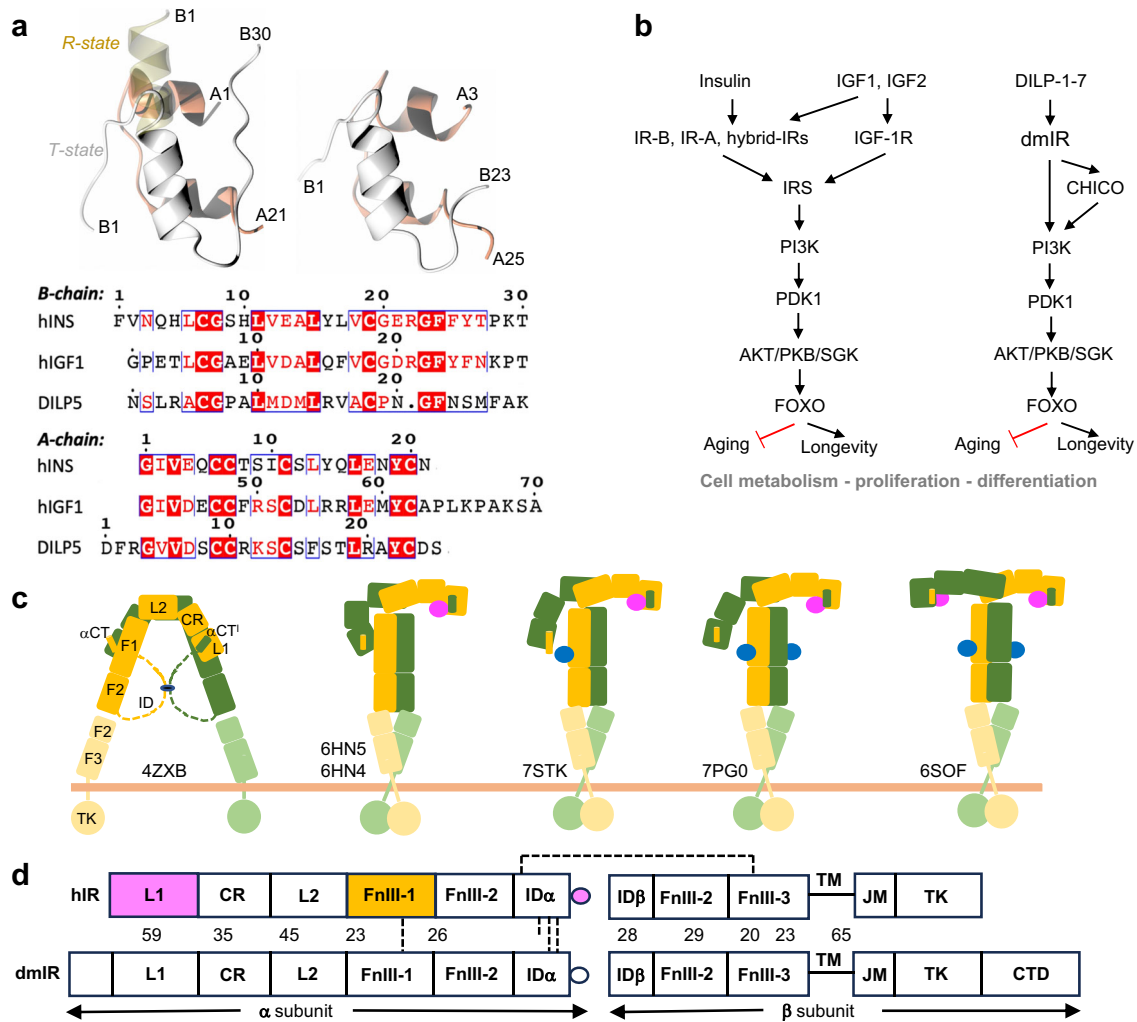 a
B1
R-state
B30
A1
T-state
B1
A21
B1
A3
B23
A25
B-chain: 1 10 20 30
hINS FVNQHLCGSHLVEALYLVCGERGFFYTPKT
10 20
hIGF1 GPETLCGAELVDALQFVCGDRGFYFNKPT
10 20
DILP5 NSLRACGPALMDMLRVACPN.GFNSMFAK
A-chain: 1 10 20
hINS GIVEQCCTSICSLYQLENYCN
50 60 70
hIGF1 GIVDECCFRSCDLRRLEMYCAPLKPAKSA
1 10 20
DILP5 DFRGVVDSCCRKSCSFSTLRAYCDS
b
Insulin
IGF1, IGF2
IR-B, IR-A, hybrid-IRs
IGF-1R
IRS
PI3K
PDK1
AKT/PKB/SGK
FOXO
Aging
Longevity
DILP-1-7
dmIR
CHICO
PI3K
PDK1
AKT/PKB/SGK
FOXO
Aging
Longevity
Cell metabolism - proliferation - differentiation
c
L2
CR
αCT
αCTᴵ
F1
L1
F2
ID
F2
F3
TK
4ZXB
6HN5
6HN4
7STK
7PG0
6SOF
d
hIR L1 CR L2 FnIII-1 FnIII-2 IDα IDβ FnIII-2 FnIII-3 TM JM TK
59 35 45 23 26 28 29 20 23 65
dmIR L1 CR L2 FnIII-1 FnIII-2 IDα IDβ FnIII-2 FnIII-3 TM JM TK CTD
α subunit
β subunit